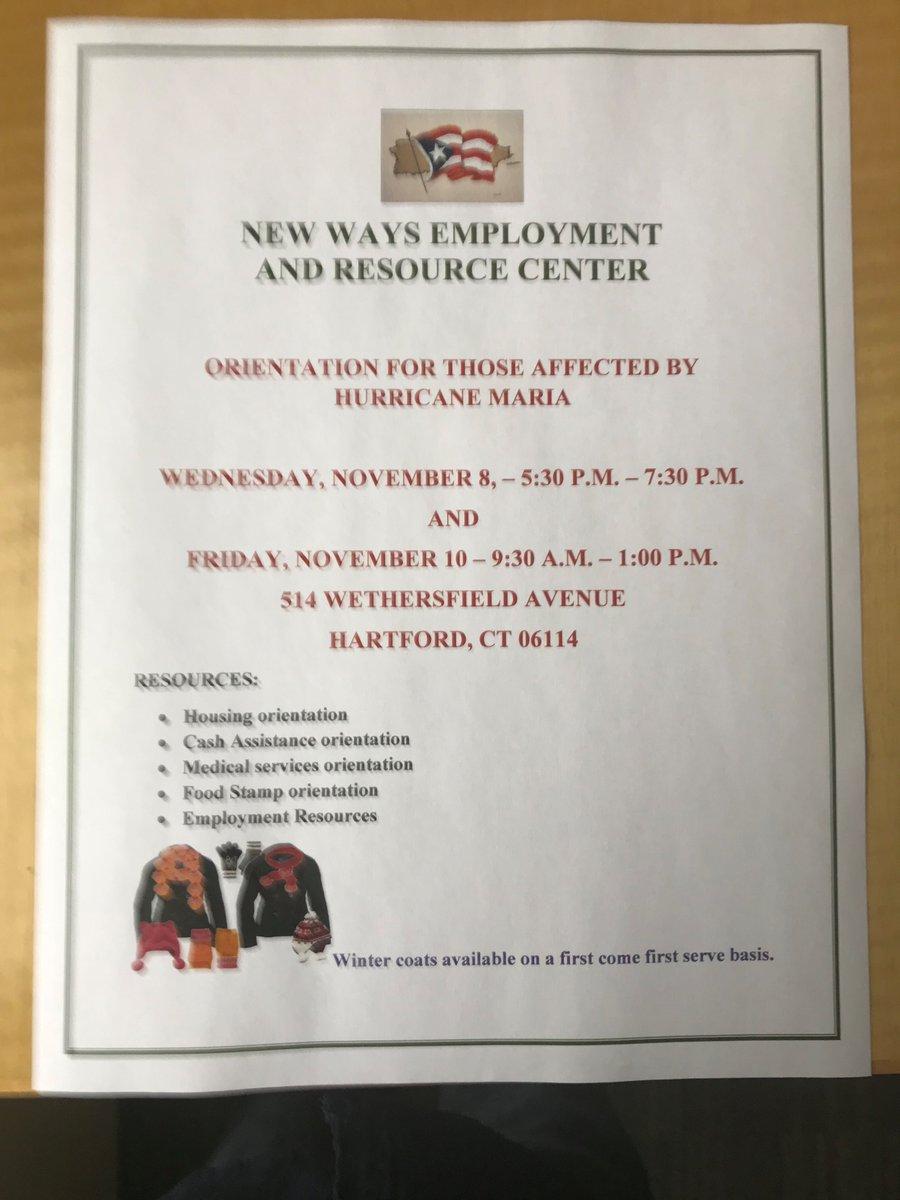 NEW WAYS EMPLOYMENT
AND RESOURCE CENTER
ORIENTATION FOR THOSE AFFECTED BY
HURRICANE MARIA
WEDNESDAY, NOVEMBER 8, – 5:30 P.M. – 7:30 P.M.
AND
FRIDAY, NOVEMBER 10 – 9:30 A.M. – 1:00 P.M.
514 WETHERSFIELD AVENUE
HARTFORD, CT 06114
RESOURCES:
• Housing orientation
• Cash Assistance orientation
• Medical services orientation
• Food Stamp orientation
• Employment Resources
Winter coats available on a first come first serve basis.